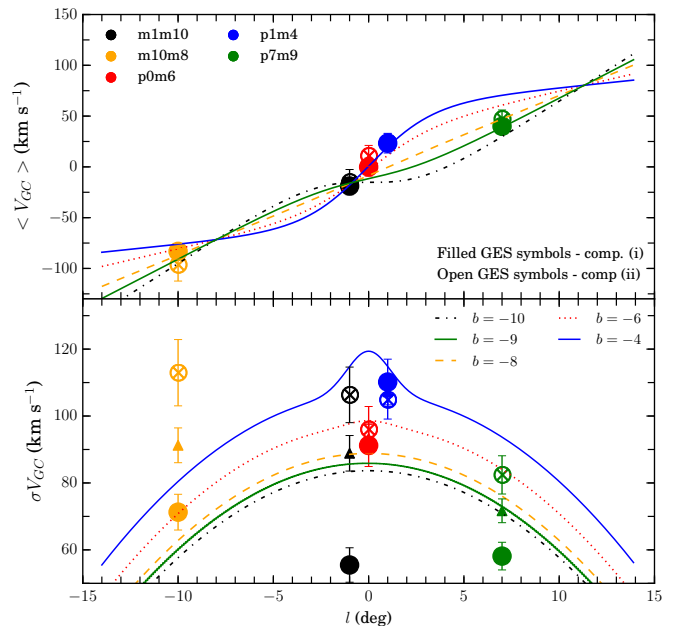 150
100
50
0
−50
−100
< V_GC > (km s⁻¹)
m1m10
m10m8
p0m6
p1m4
p7m9
Filled GES symbols - comp. (i)
Open GES symbols - comp (ii)
120
100
80
60
σV_GC (km s⁻¹)
b = −10
b = −9
b = −8
b = −6
b = −4
−15 −10 −5 0 5 10 15
l (deg)